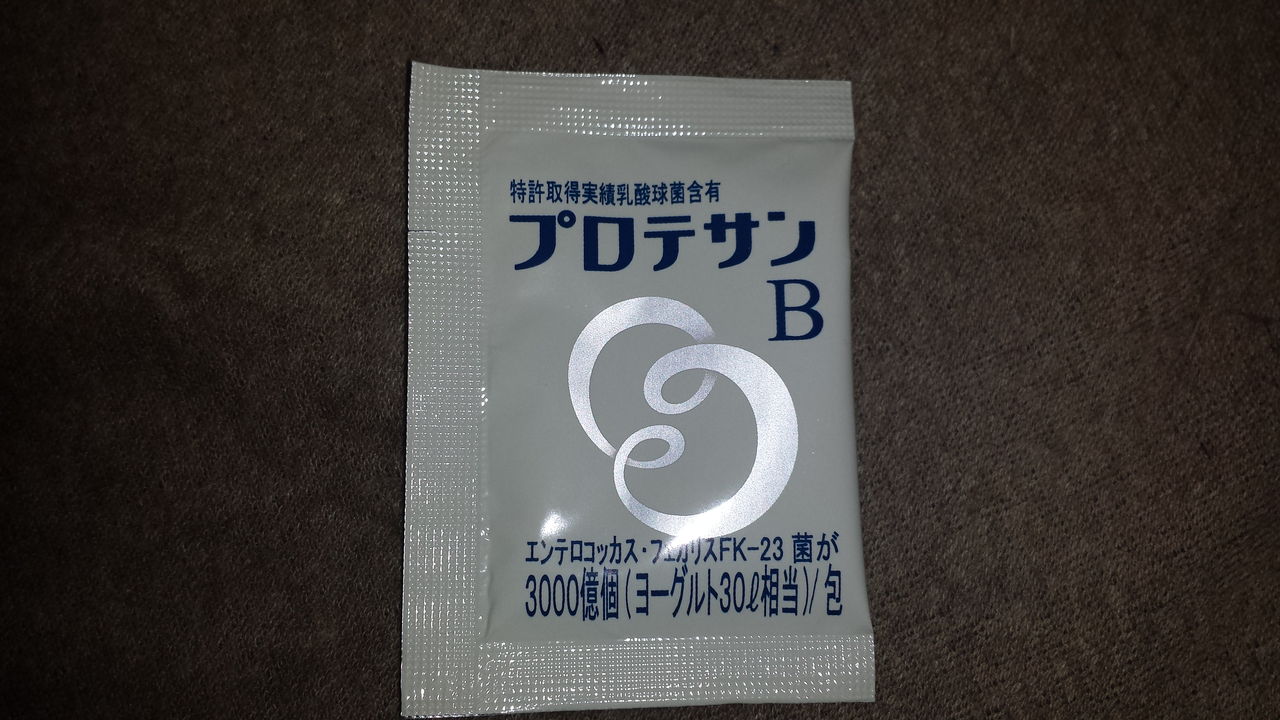 特許取得実績乳酸球菌含有
プロテサン
B
エンテロコッカス・フェカリスFK-23 菌が
3000億個(ヨーグルト30ℓ相当)/包